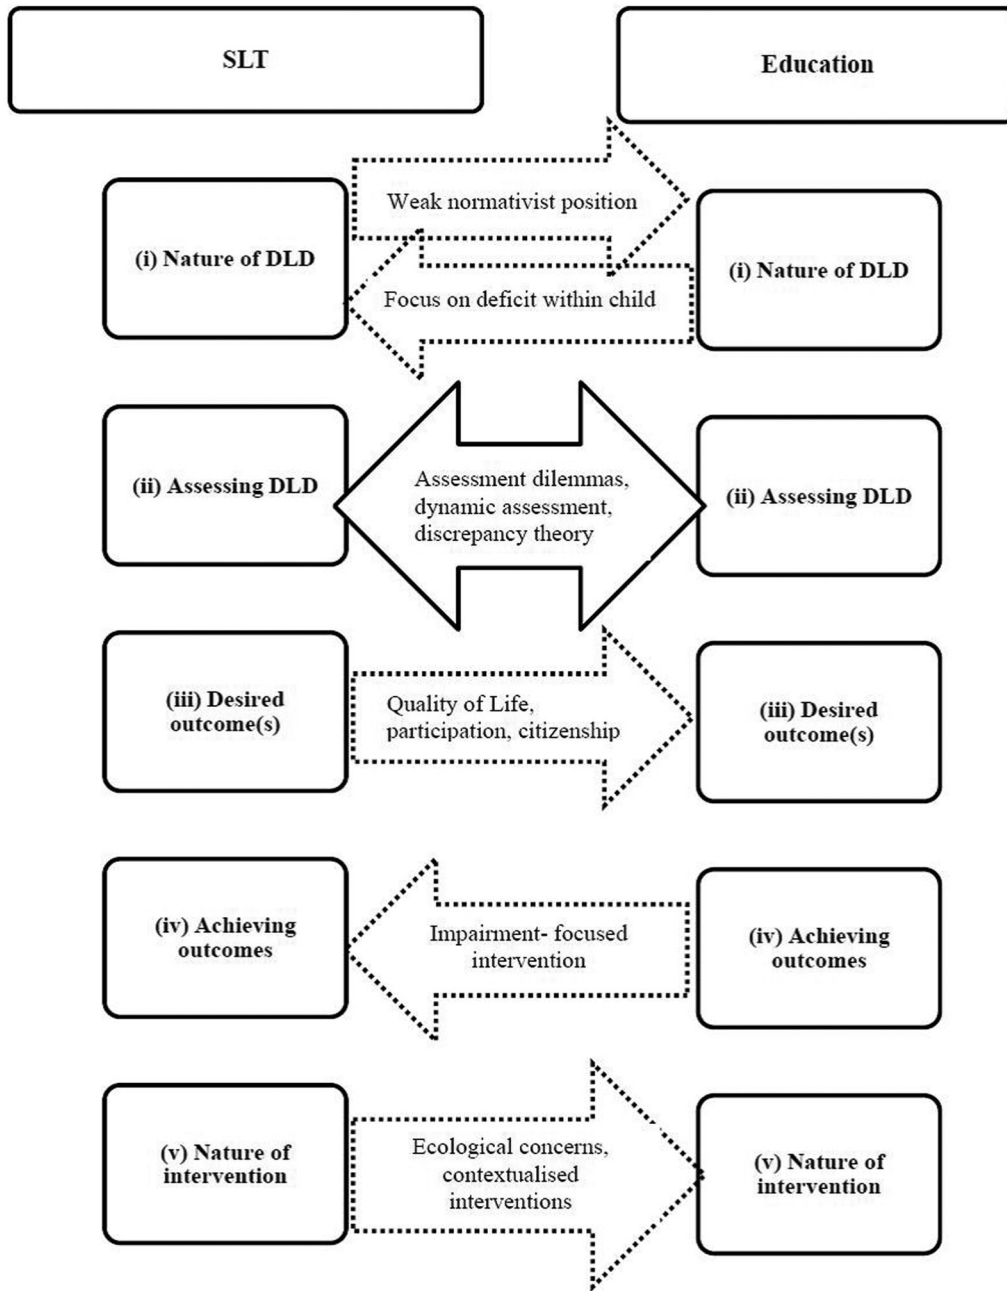 SLT
Education
Weak normativist position
(i) Nature of DLD
(i) Nature of DLD
Focus on deficit within child
(ii) Assessing DLD
Assessment dilemmas,
dynamic assessment,
discrepancy theory
(ii) Assessing DLD
(iii) Desired
outcome(s)
Quality of Life,
participation, citizenship
(iii) Desired
outcome(s)
(iv) Achieving
outcomes
Impairment- focused
intervention
(iv) Achieving
outcomes
(v) Nature of
intervention
Ecological concerns,
contextualised
interventions
(v) Nature of
intervention